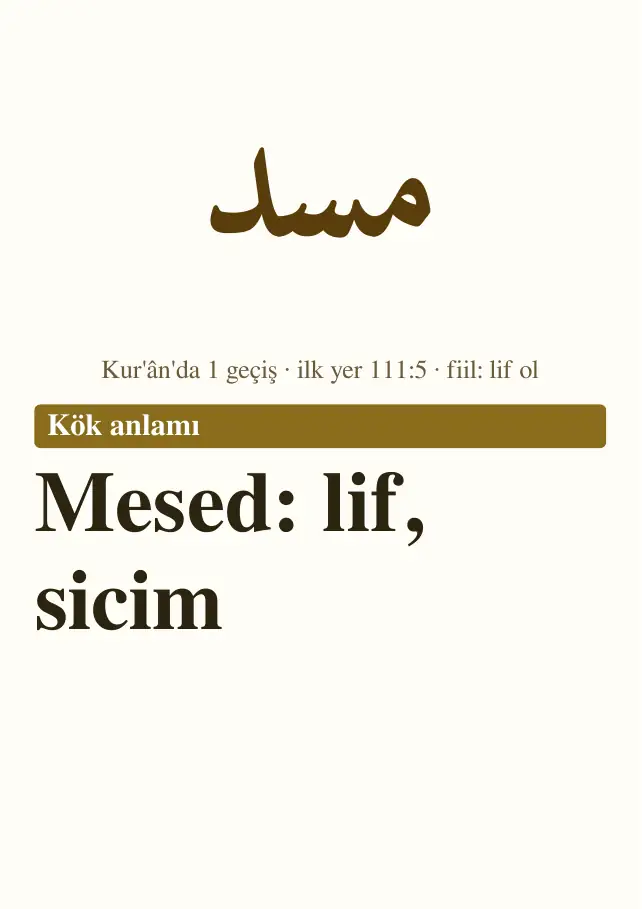 مسد
Kur'ân'da 1 geçiş · ilk yer 111:5 · fiil: lif ol
Kök anlamı
Mesed: lif,
sicim